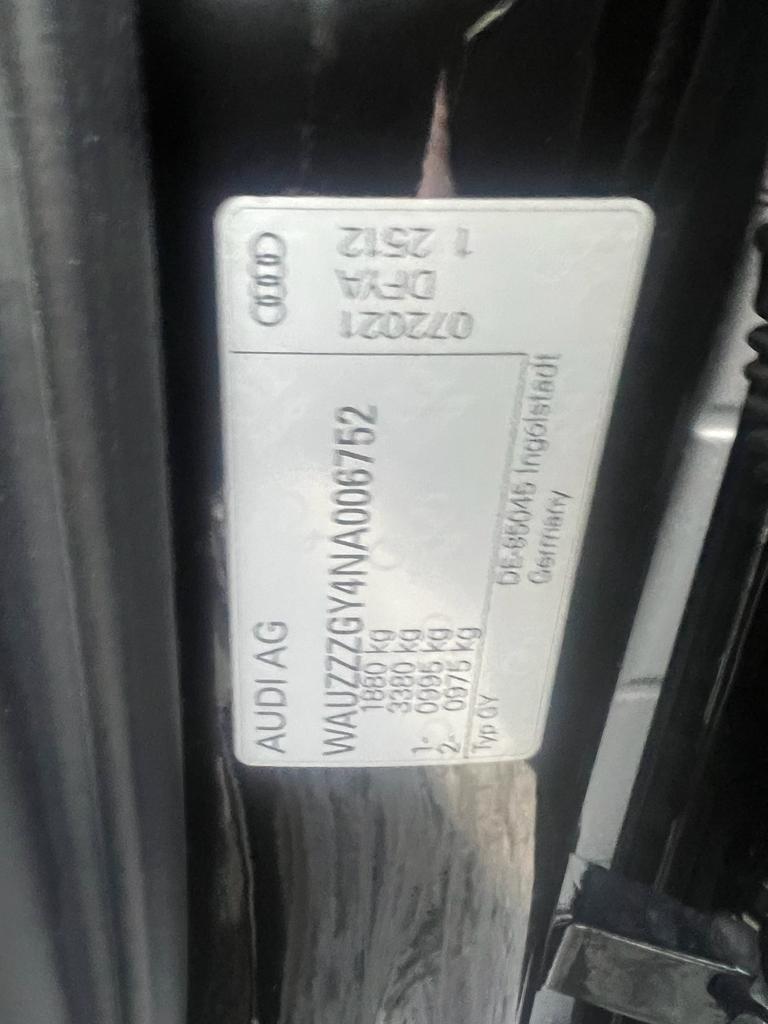 AUDI AG
WAUZZZGY4NA006752
1880 kg
3380 kg
1- 0995 kg
2- 0975 kg
Typ GY
DE-85045 Ingolstadt
Germany
072021
DFYA
1 2512